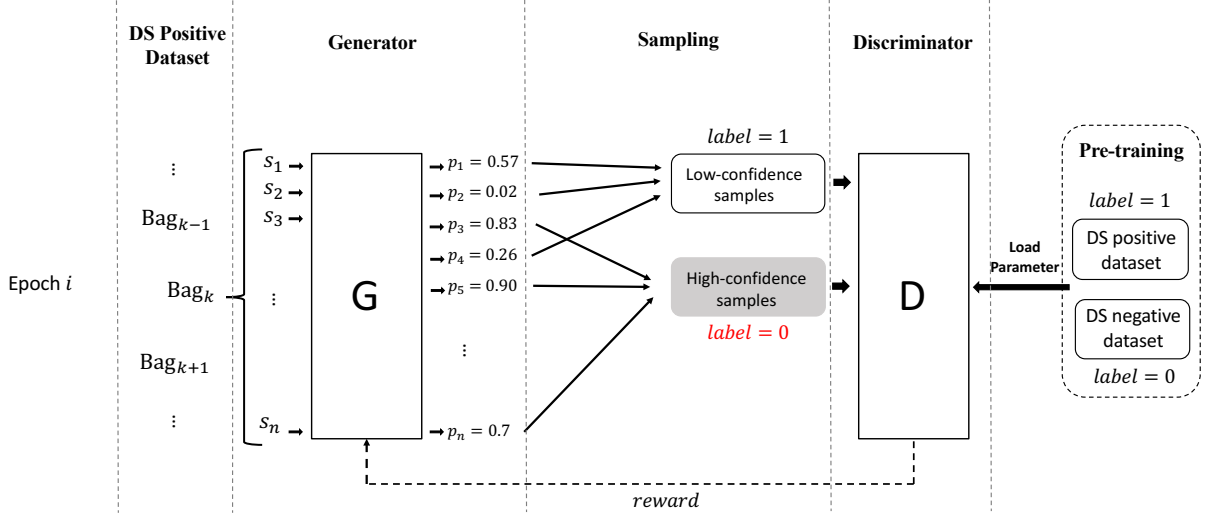 DS Positive
Dataset
Generator
Sampling
Discriminator
Epoch i
⋮
Bag_{k−1}
Bag_k
Bag_{k+1}
⋮
s_1
s_2
s_3
⋮
s_n
G
p_1 = 0.57
p_2 = 0.02
p_3 = 0.83
p_4 = 0.26
p_5 = 0.90
⋮
p_n = 0.7
label = 1
Low-confidence
samples
High-confidence
samples
label = 0
D
reward
Load
Parameter
Pre-training
label = 1
DS positive
dataset
DS negative
dataset
label = 0